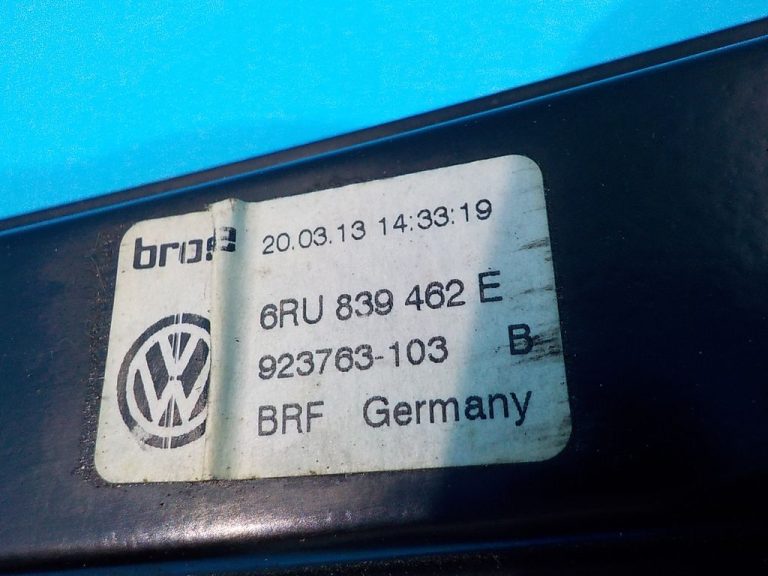 brose 20.03.13 14:33:19
6RU 839 462 E
923763-103 B
BRF Germany